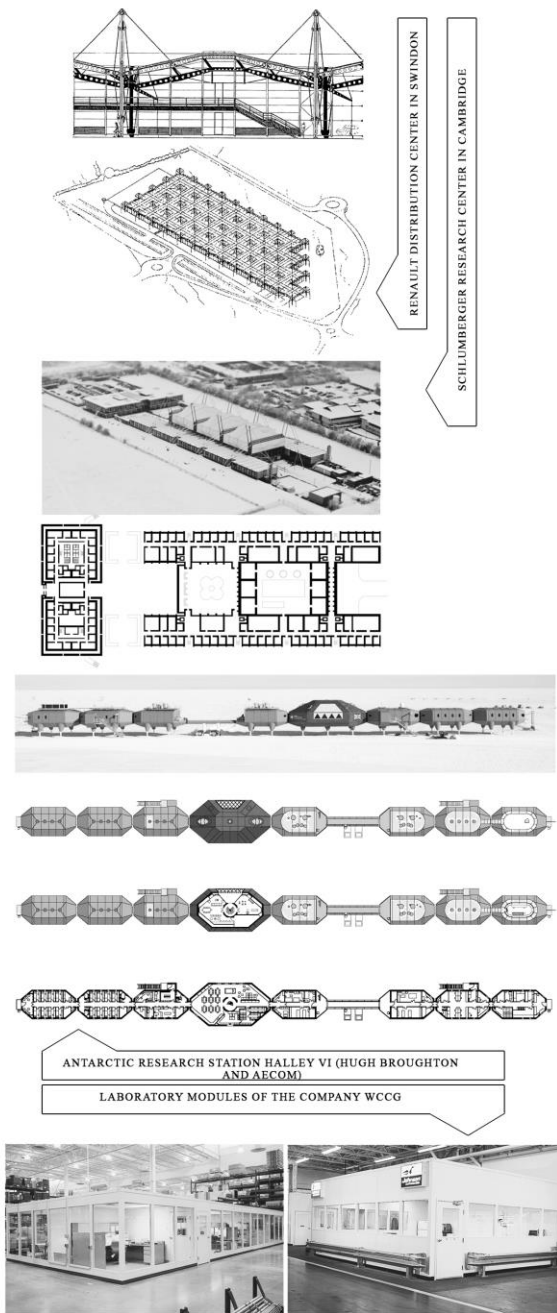 RENAULT DISTRIBUTION CENTER IN SWINDON
SCHLUMBERGER RESEARCH CENTER IN CAMBRIDGE
ANTARCTIC RESEARCH STATION HALLEY VI (HUGH BROUGHTON
AND AECOM)
LABORATORY MODULES OF THE COMPANY WCCG